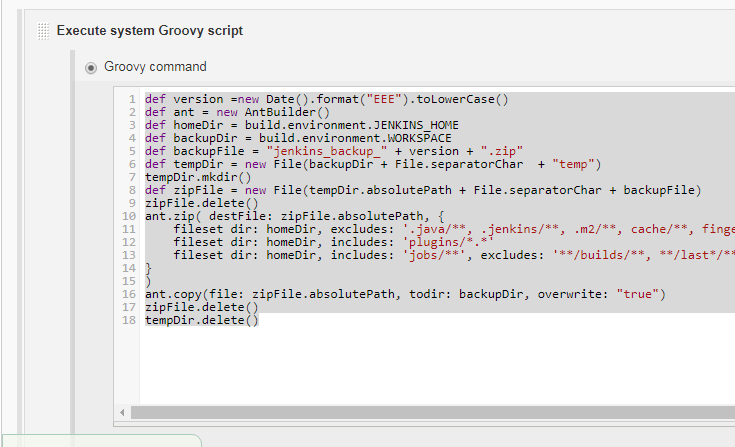 Execute system Groovy script
Groovy command
1 def version =new Date().format("EEE").toLowerCase()
2 def ant = new AntBuilder()
3 def homeDir = build.environment.JENKINS_HOME
4 def backupDir = build.environment.WORKSPACE
5 def backupFile = "jenkins_backup_" + version + ".zip"
6 def tempDir = new File(backupDir + File.separatorChar  + "temp")
7 tempDir.mkdir()
8 def zipFile = new File(tempDir.absolutePath + File.separatorChar + backupFile)
9 zipFile.delete()
10 ant.zip( destFile: zipFile.absolutePath, {
11     fileset dir: homeDir, excludes: '.java/**, .jenkins/**, .m2/**, cache/**, finge
12     fileset dir: homeDir, includes: 'plugins/*.*'
13     fileset dir: homeDir, includes: 'jobs/**', excludes: '**/builds/**, **/last*/**
14 }
15 )
16 ant.copy(file: zipFile.absolutePath, todir: backupDir, overwrite: "true")
17 zipFile.delete()
18 tempDir.delete()